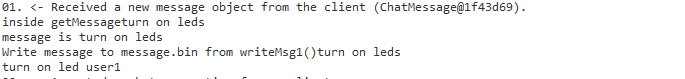 01. <- Received a new message object from the client (ChatMessage@1f43d69).
inside getMessageturn on leds
message is turn on leds
Write message to message.bin from writeMsg1()turn on leds
turn on led user1